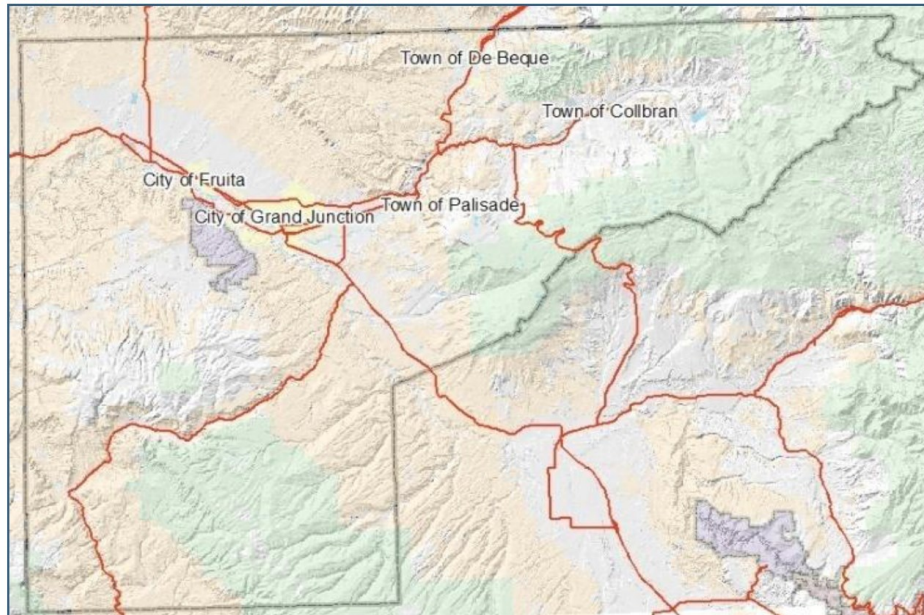 Town of De Beque
Town of Collbran
City of Fruita
Town of Palisade
City of Grand Junction